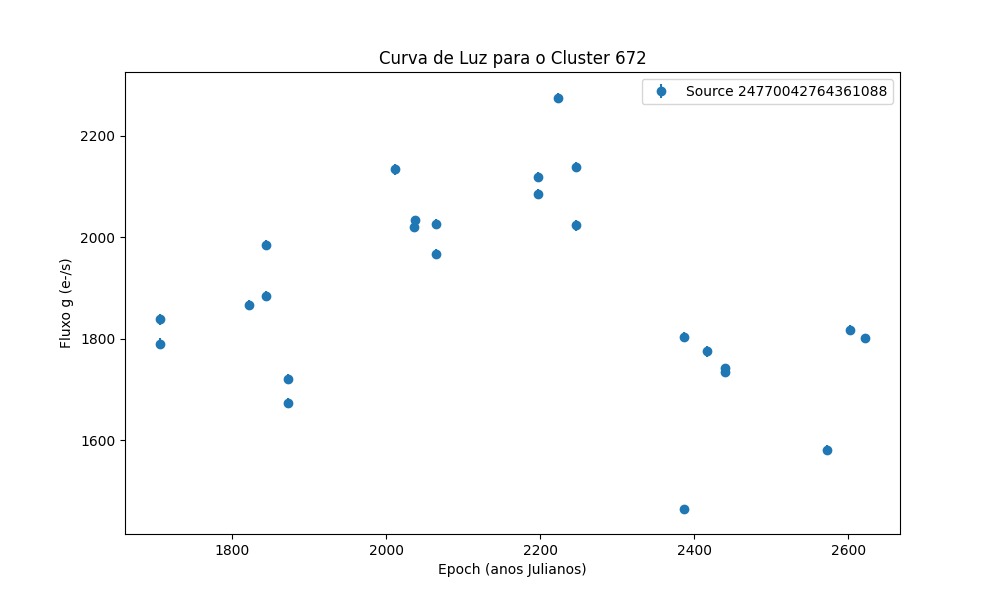 Curva de Luz para o Cluster 672
Source 24770042764361088
Fluxo g (e-/s)
2200
2000
1800
1600
1800 2000 2200 2400 2600
Epoch (anos Julianos)